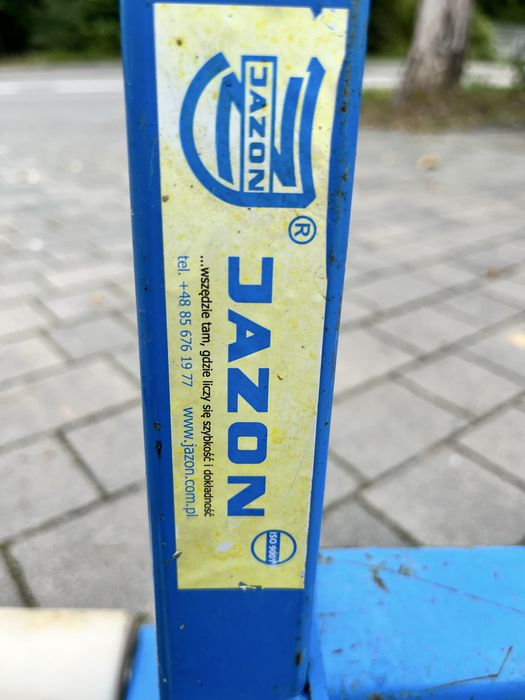 JAZON
®
JAZON
...wszędzie tam, gdzie liczy się szybkość i dokładność
tel. +48 85 676 19 77 www.jazon.com.pl
ISO 9001